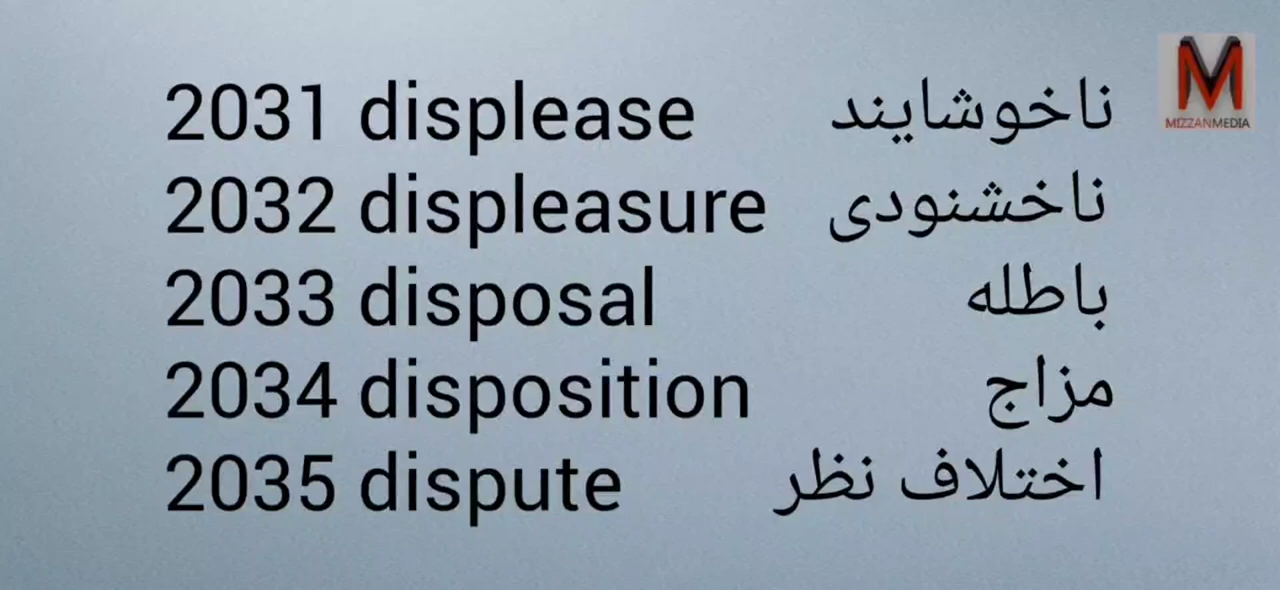 2031 displease ناخوشایند
2032 displeasure ناخشنودی
2033 disposal باطله
2034 disposition مزاج
2035 dispute اختلاف نظر
MIZZANMEDIA